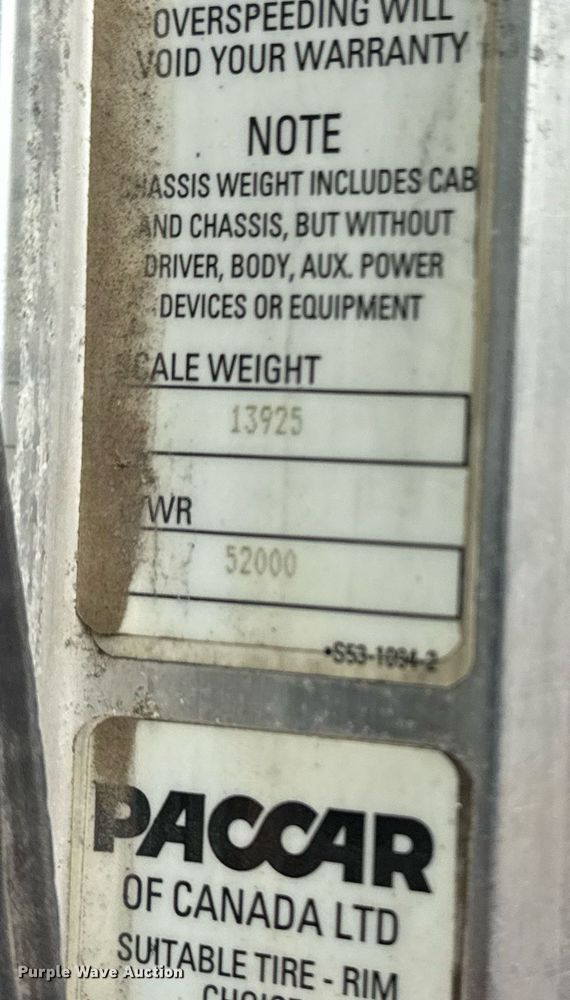 OVERSPEEDING WILL
VOID YOUR WARRANTY
NOTE
CHASSIS WEIGHT INCLUDES CAB
AND CHASSIS, BUT WITHOUT
DRIVER, BODY, AUX. POWER
DEVICES OR EQUIPMENT
SCALE WEIGHT
13925
VWR
52000
•S53-1094-2
PACCAR
OF CANADA LTD
SUITABLE TIRE - RIM
Purple Wave Auction